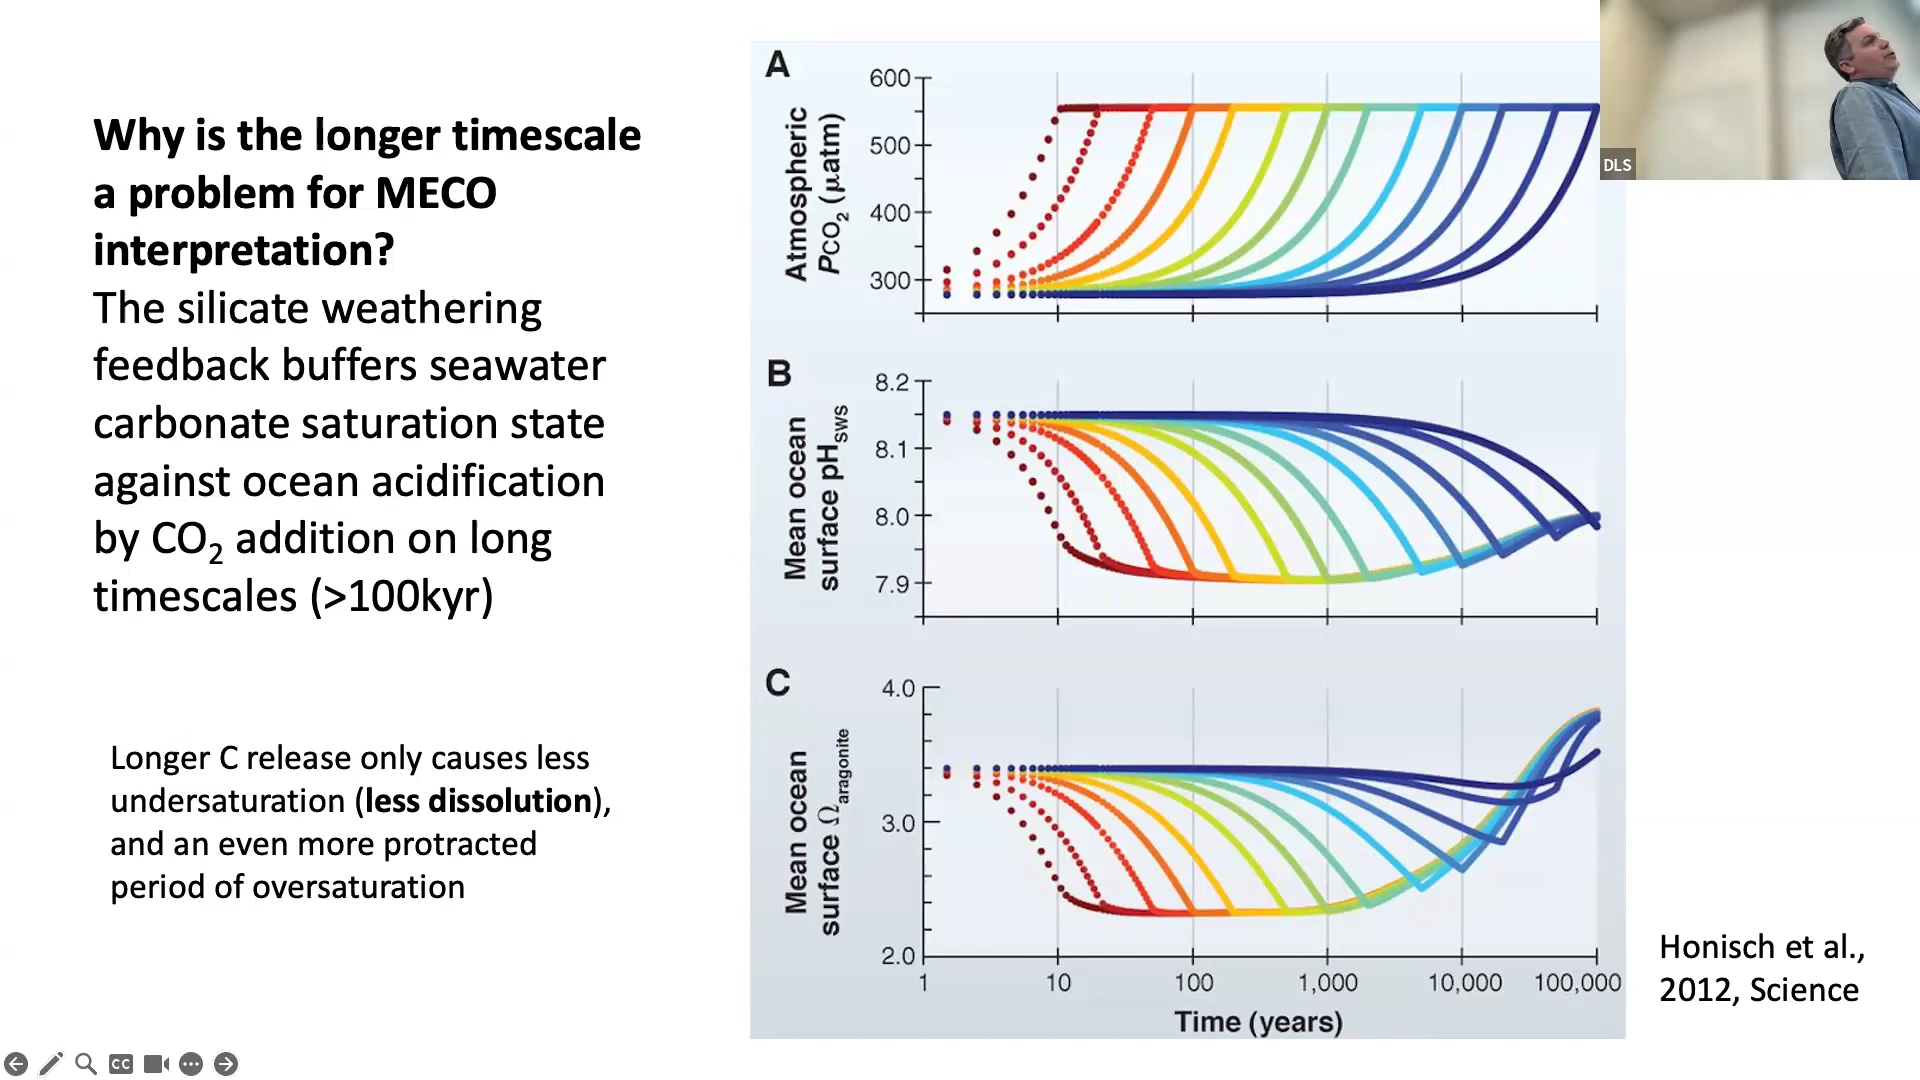 Why is the longer timescale
a problem for MECO
interpretation?
The silicate weathering
feedback buffers seawater
carbonate saturation state
against ocean acidification
by CO₂ addition on long
timescales (>100kyr)
Longer C release only causes less
undersaturation (less dissolution),
and an even more protracted
period of oversaturation
A
Atmospheric
PCO₂ (μatm)
600
500
400
300
B
Mean ocean
surface pHSWS
8.2
8.1
8.0
7.9
C
Mean ocean
surface Ωaragonite
4.0
3.0
2.0
1
10
100
1,000
10,000
100,000
Time (years)
DLS
Honisch et al.,
2012, Science
CC